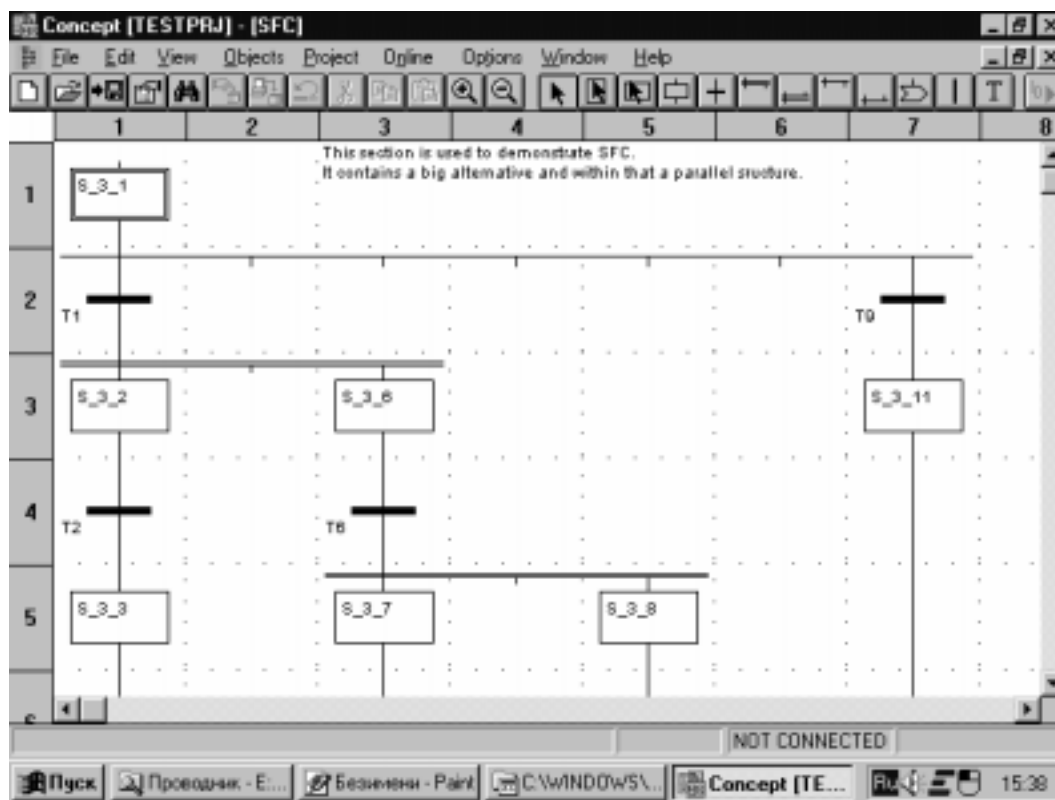 Concept [TESTPRJ] - [SFC]
File Edit View Objects Project Online Options Window Help
1 2 3 4 5 6 7 8
This section is used to demonstrate SFC.
It contains a big alternative and within that a parallel sructure.
1
S_3_1
2
T1 T9
3
S_3_2 S_3_6 S_3_11
4
T2 T6
5
S_3_3 S_3_7 S_3_8
NOT CONNECTED
Пуск Проводник - E:... Безимени - Paint C:\WINDOWS\... Concept [TE... Ru 15:38